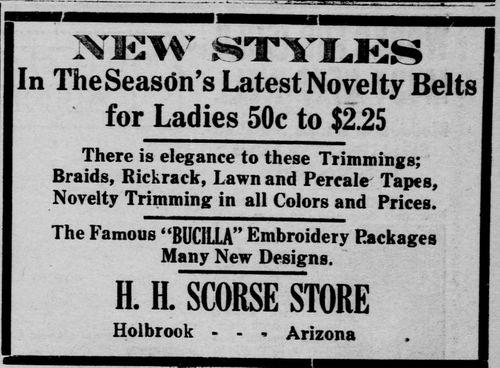 NEW STYLES
In The Season's Latest Novelty Belts
for Ladies 50c to $2.25
There is elegance to these Trimmings;
Braids, Rickrack, Lawn and Percale Tapes,
Novelty Trimming in all Colors and Prices.
The Famous "BUCILLA" Embroidery Packages
Many New Designs.
H. H. SCORSE STORE
Holbrook - - - Arizona